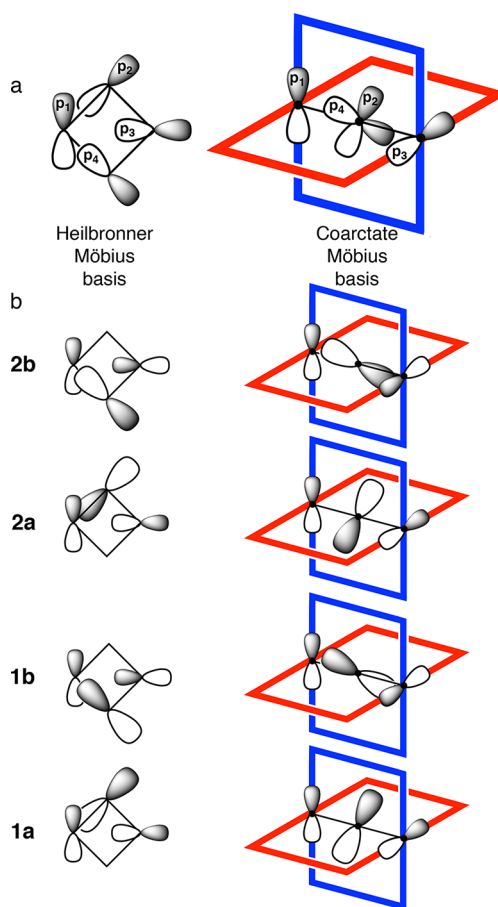 a
p1
p2
p3
p4
p1
p4
p2
p3
Heilbronner
Möbius
basis
Coarctate
Möbius
basis
b
2b
2a
1b
1a